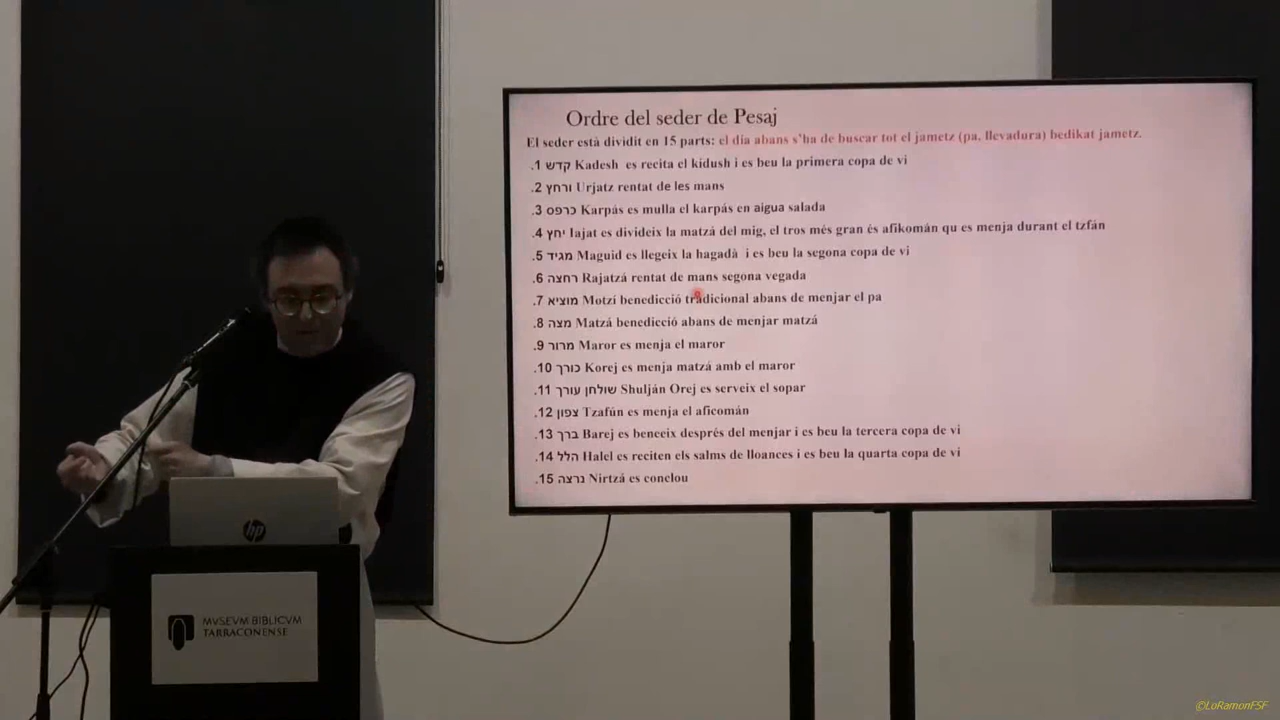 Ordre del seder de Pesaj
El seder està dividit en 15 parts: el dia abans s'ha de buscar tot el jametz (pa, llevadura) bedikat jametz.
.1 קדש Kadesh es recita el kidush i es beu la primera copa de vi
.2 ורחץ Urjatz rentat de les mans
.3 כרפס Karpás es mulla el karpás en aigua salada
.4 יחץ Iajat es divideix la matzá del mig, el tros més gran és afikomán qu es menja durant el tzfán
.5 מגיד Maguid es llegeix la hagadà i es beu la segona copa de vi
.6 רחצה Rajatzá rentat de mans segona vegada
.7 מוציא Motzí benedicció tradicional abans de menjar el pa
.8 מצה Matzá benedicció abans de menjar matzá
.9 מרור Maror es menja el maror
.10 כורך Korej es menja matzá amb el maror
.11 שולחן עורך Shulján Orej es serveix el sopar
.12 צפון Tzafún es menja el aficomán
.13 ברך Barej es beneeix després del menjar i es beu la tercera copa de vi
.14 הלל Halel es reciten els salms de lloances i es beu la quarta copa de vi
.15 נרצה Nirtzá es conclou
hp
MVSEVM BIBLICVM
TARRACONENSE
©LoRamonFSF